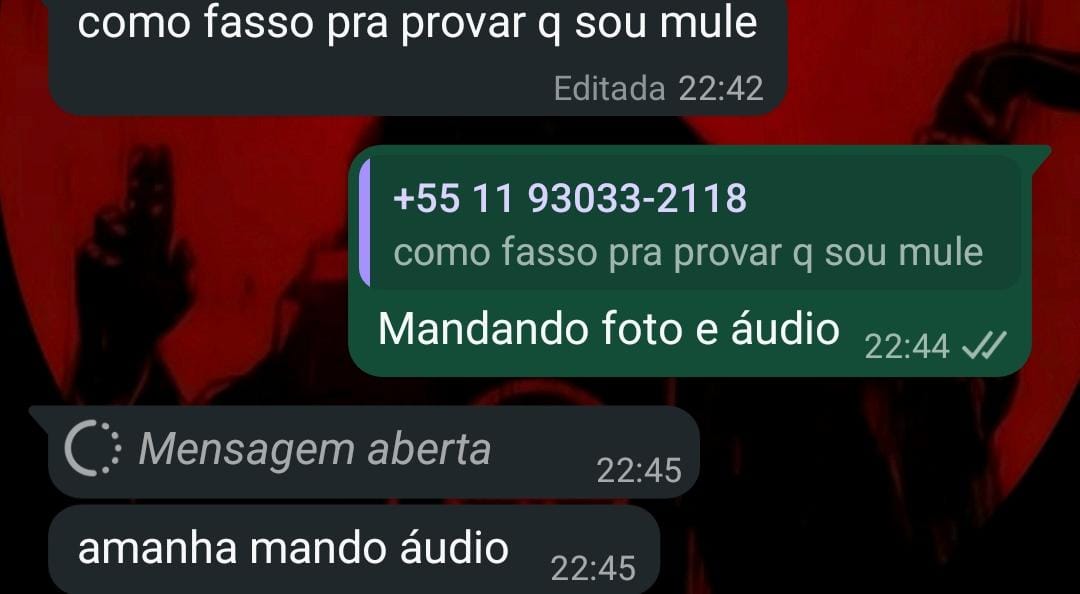 como fasso pra provar q sou mule
Editada 22:42
+55 11 93033-2118
como fasso pra provar q sou mule
Mandando foto e áudio 22:44
Mensagem aberta 22:45
amanha mando áudio 22:45